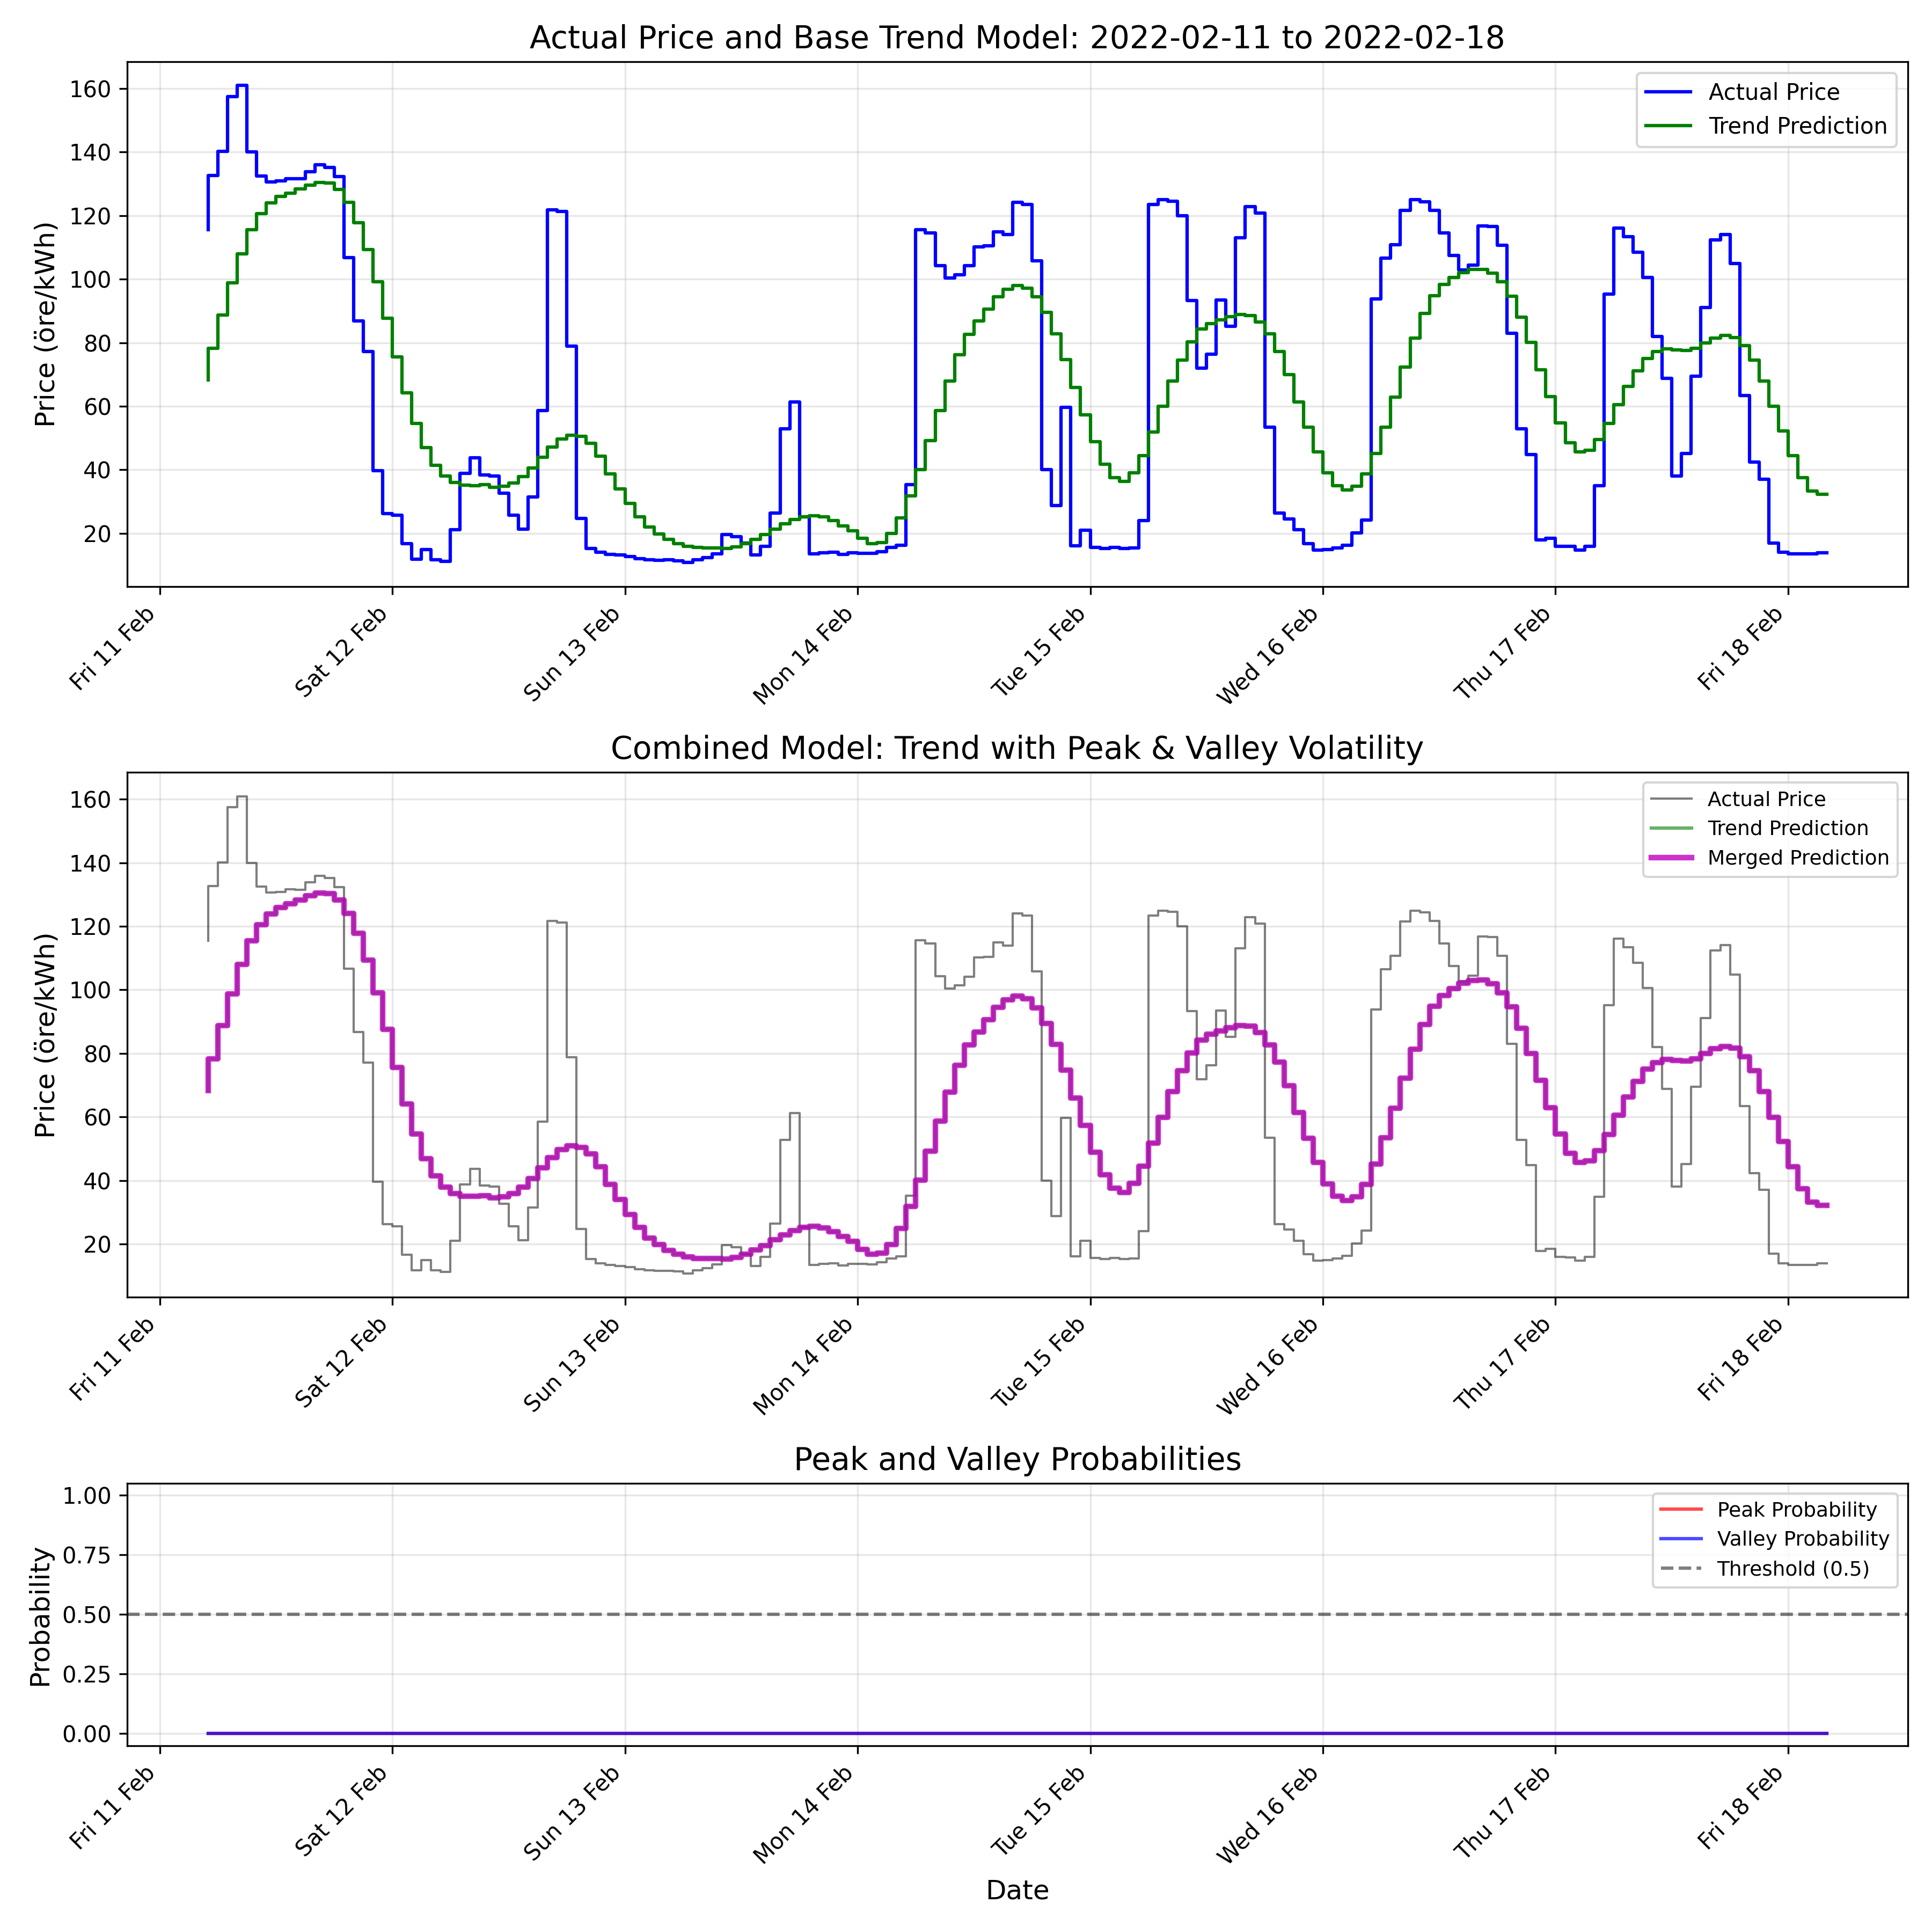 Actual Price and Base Trend Model: 2022-02-11 to 2022-02-18
Price (öre/kWh)
160
140
120
100
80
60
40
20
Actual Price
Trend Prediction
Fri 11 Feb
Sat 12 Feb
Sun 13 Feb
Mon 14 Feb
Tue 15 Feb
Wed 16 Feb
Thu 17 Feb
Fri 18 Feb
Combined Model: Trend with Peak & Valley Volatility
Price (öre/kWh)
160
140
120
100
80
60
40
20
Actual Price
Trend Prediction
Merged Prediction
Fri 11 Feb
Sat 12 Feb
Sun 13 Feb
Mon 14 Feb
Tue 15 Feb
Wed 16 Feb
Thu 17 Feb
Fri 18 Feb
Peak and Valley Probabilities
Probability
1.00
0.75
0.50
0.25
0.00
Peak Probability
Valley Probability
Threshold (0.5)
Fri 11 Feb
Sat 12 Feb
Sun 13 Feb
Mon 14 Feb
Tue 15 Feb
Wed 16 Feb
Thu 17 Feb
Fri 18 Feb
Date